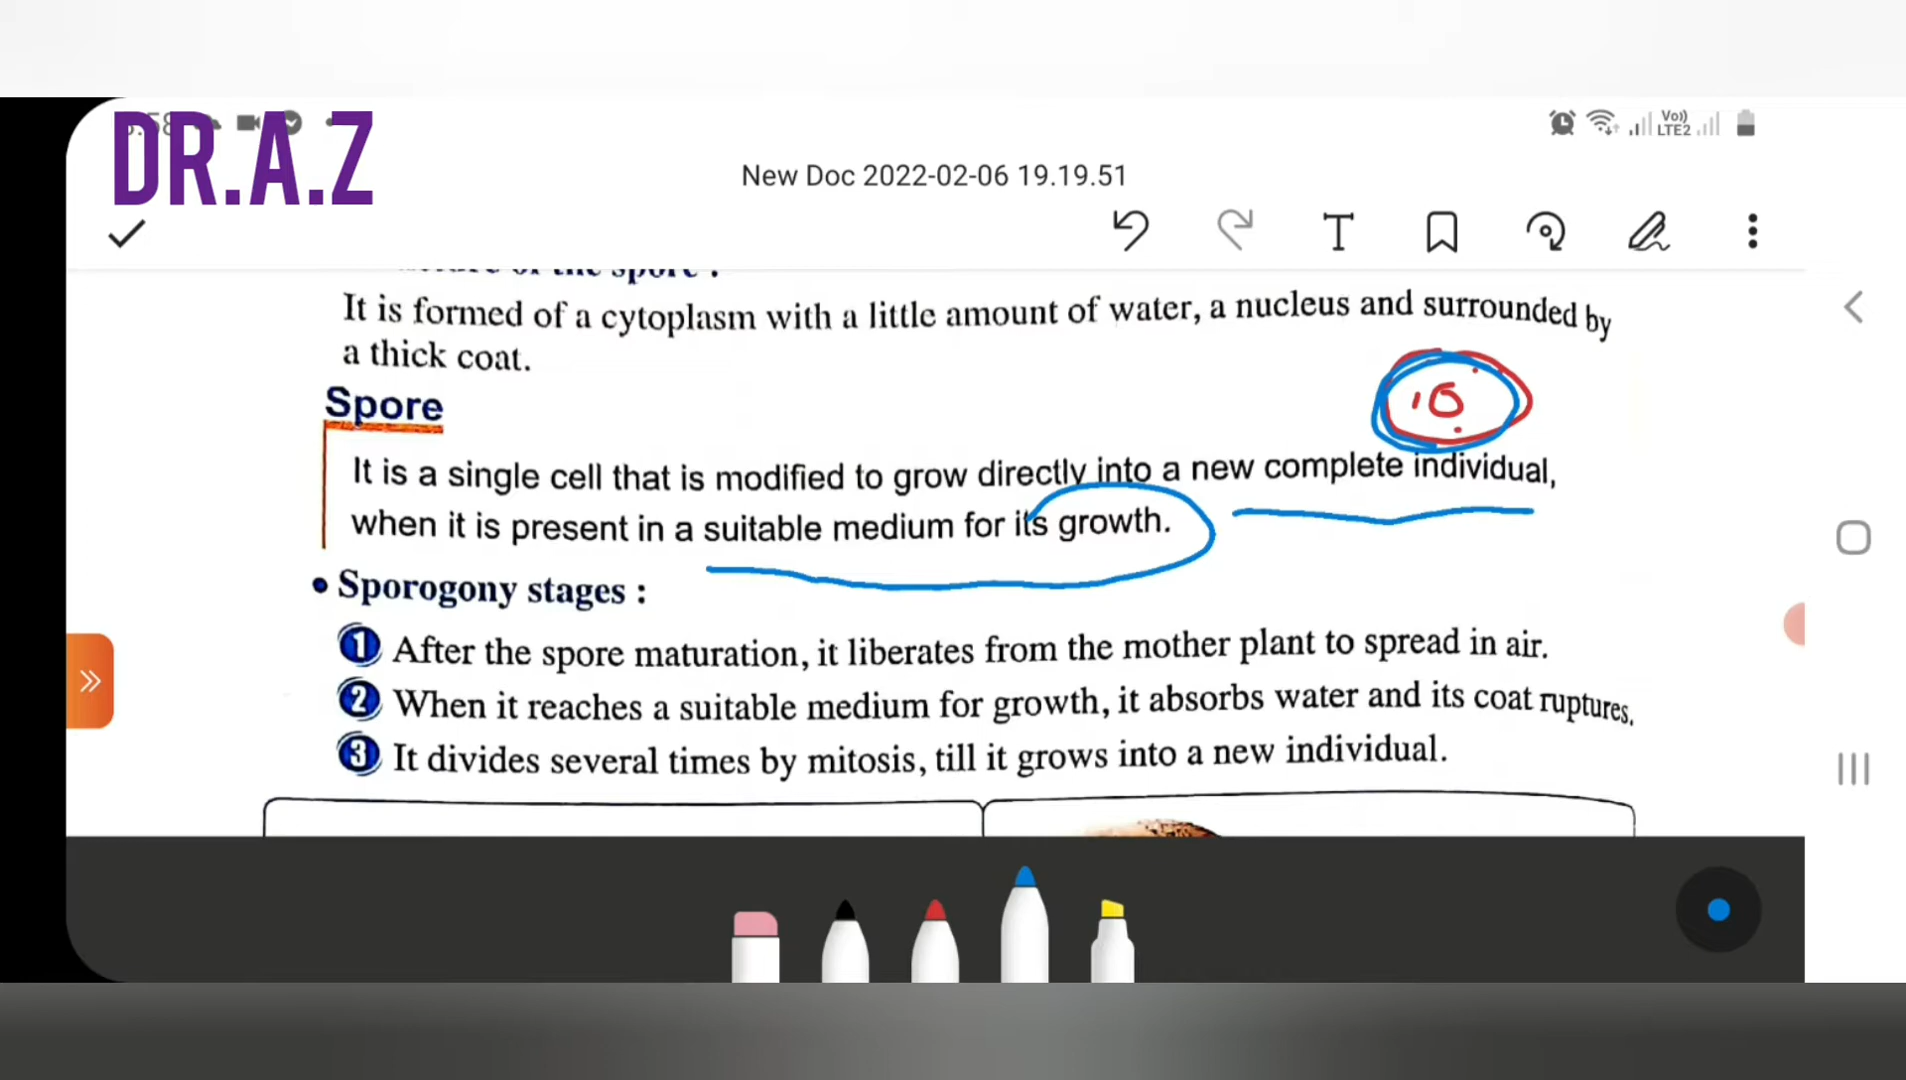 DR.A.Z
VoI) LTE2
New Doc 2022-02-06 19.19.51
of the spore :
It is formed of a cytoplasm with a little amount of water, a nucleus and surrounded by
a thick coat.
Spore
It is a single cell that is modified to grow directly into a new complete individual,
when it is present in a suitable medium for its growth.
• Sporogony stages :
1 After the spore maturation, it liberates from the mother plant to spread in air.
2 When it reaches a suitable medium for growth, it absorbs water and its coat ruptures.
3 It divides several times by mitosis, till it grows into a new individual.